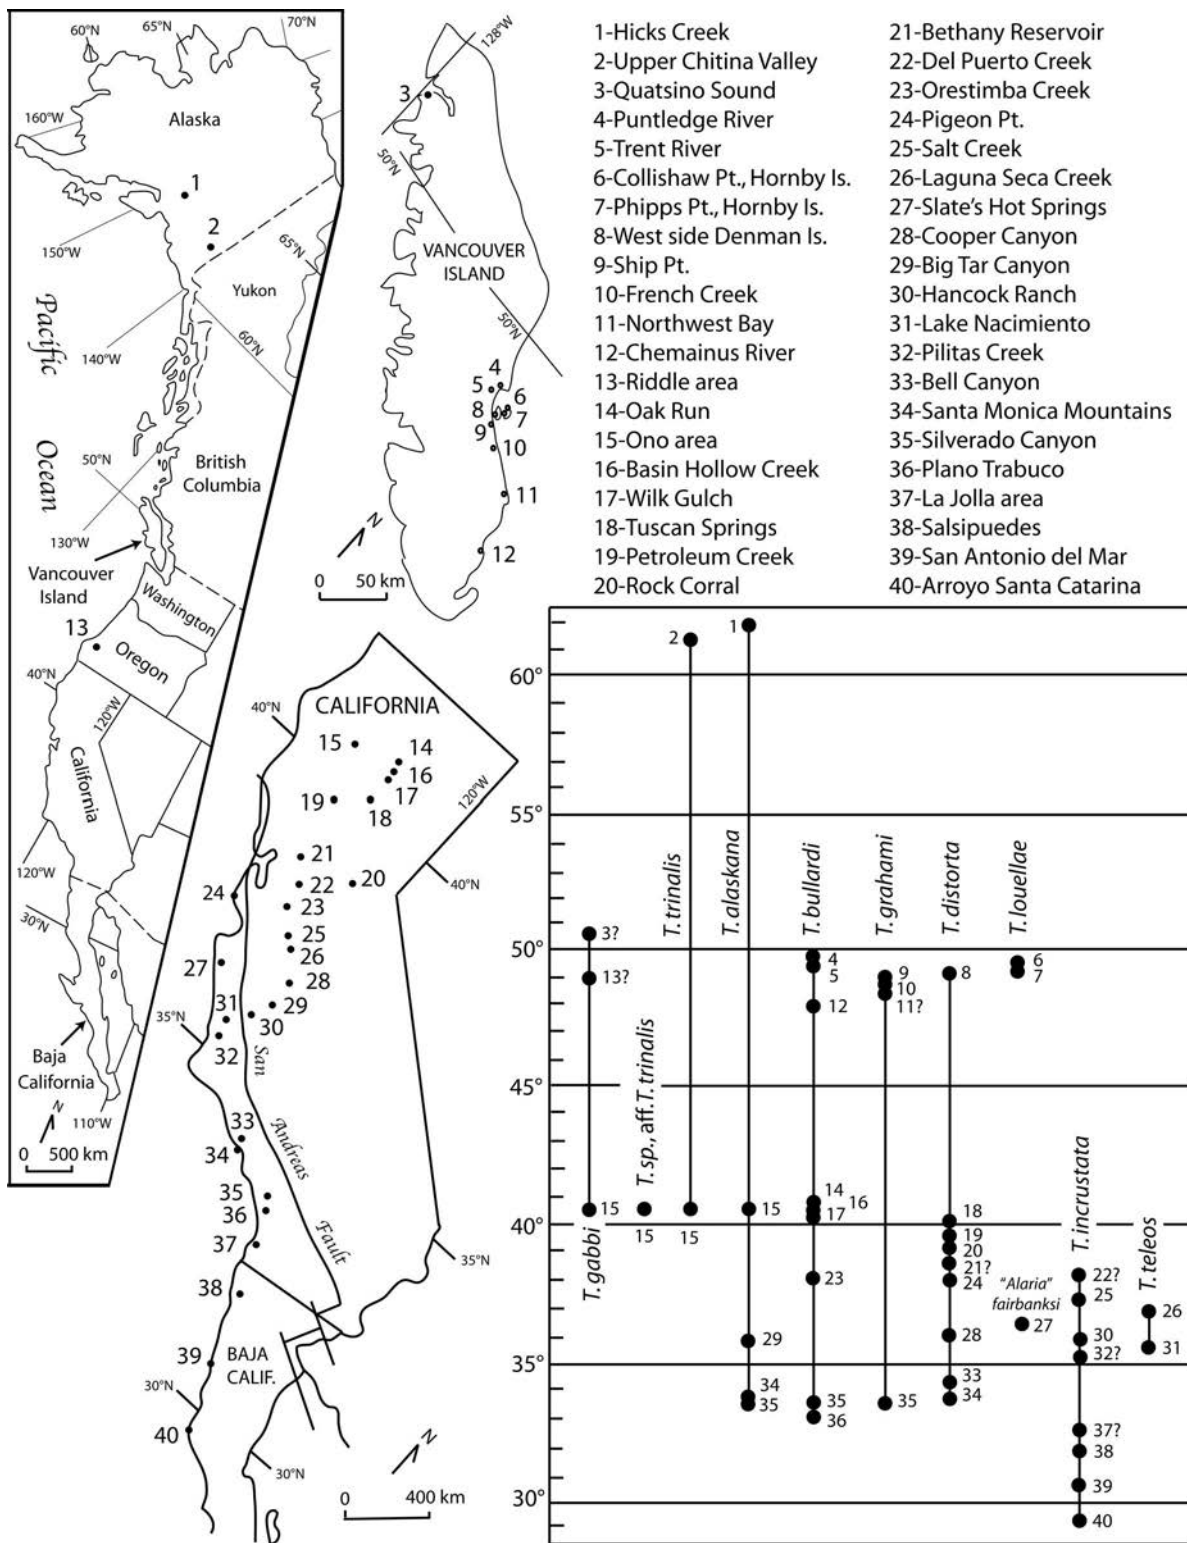 60°N
65°N
70°N
160°W
Alaska
1
2
150°W
65°N
Yukon
Pacific
Ocean
140°W
60°N
50°N
British
Columbia
130°W
Vancouver
Island
Washington
13
Oregon
40°N
120°W
California
120°W
30°N
Baja
California
N
110°W
0 500 km
128°W
3
50°N
VANCOUVER
ISLAND
50°N
4
5
6
8
7
9
10
11
12
N
0 50 km
1-Hicks Creek
2-Upper Chitina Valley
3-Quatsino Sound
4-Puntledge River
5-Trent River
6-Collishaw Pt., Hornby Is.
7-Phipps Pt., Hornby Is.
8-West side Denman Is.
9-Ship Pt.
10-French Creek
11-Northwest Bay
12-Chemainus River
13-Riddle area
14-Oak Run
15-Ono area
16-Basin Hollow Creek
17-Wilk Gulch
18-Tuscan Springs
19-Petroleum Creek
20-Rock Corral
21-Bethany Reservoir
22-Del Puerto Creek
23-Orestimba Creek
24-Pigeon Pt.
25-Salt Creek
26-Laguna Seca Creek
27-Slate's Hot Springs
28-Cooper Canyon
29-Big Tar Canyon
30-Hancock Ranch
31-Lake Nacimiento
32-Pilitas Creek
33-Bell Canyon
34-Santa Monica Mountains
35-Silverado Canyon
36-Plano Trabuco
37-La Jolla area
38-Salsipuedes
39-San Antonio del Mar
40-Arroyo Santa Catarina
40°N
CALIFORNIA
15
14
16
17
19
18
120°W
21
22
20
40°N
24
23
25
26
27
28
31
29
30
35°N
32
San
Andreas
Fault
33
34
35
36
37
35°N
38
39
BAJA
CALIF.
30°N
40
30°N
N
0 400 km
60°
55°
50°
45°
40°
35°
30°
3?
13?
15
T. gabbi
T. sp., aff. T. trinalis
15
T. trinalis
2
15
T. alaskana
1
15
29
34
35
T. bullardi
4
5
12
14
16
17
23
35
36
T. grahami
9
10
11?
35
T. distorta
8
18
19
20
21?
24
28
33
34
T. louellae
6
7
"Alaria"
fairbanksi
27
T. incrustata
22?
25
30
32?
37?
38
39
40
T. teleos
26
31